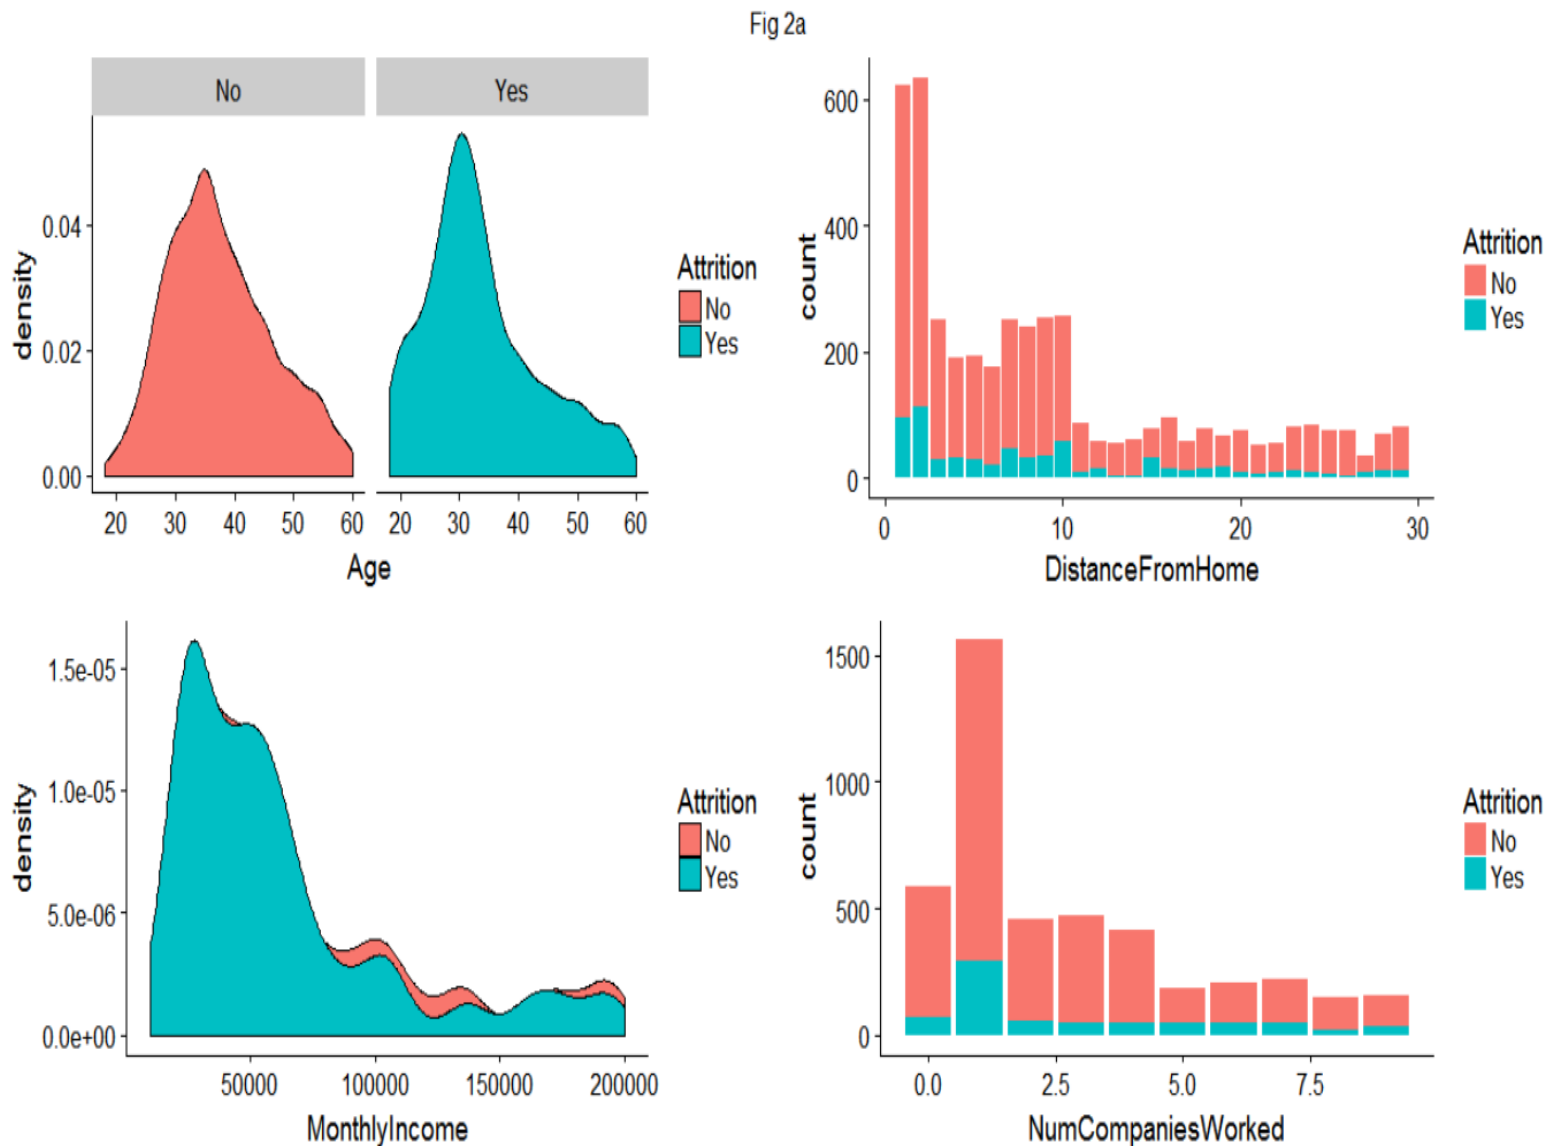 Fig 2a
No Yes
0.04
0.02
0.00
density
20 30 40 50 60 20 30 40 50 60
Age
Attrition
No
Yes
600
400
200
0
count
0 10 20 30
DistanceFromHome
Attrition
No
Yes
1.5e-05
1.0e-05
5.0e-06
0.0e+00
density
50000 100000 150000 200000
MonthlyIncome
Attrition
No
Yes
1500
1000
500
0
count
0.0 2.5 5.0 7.5
NumCompaniesWorked
Attrition
No
Yes